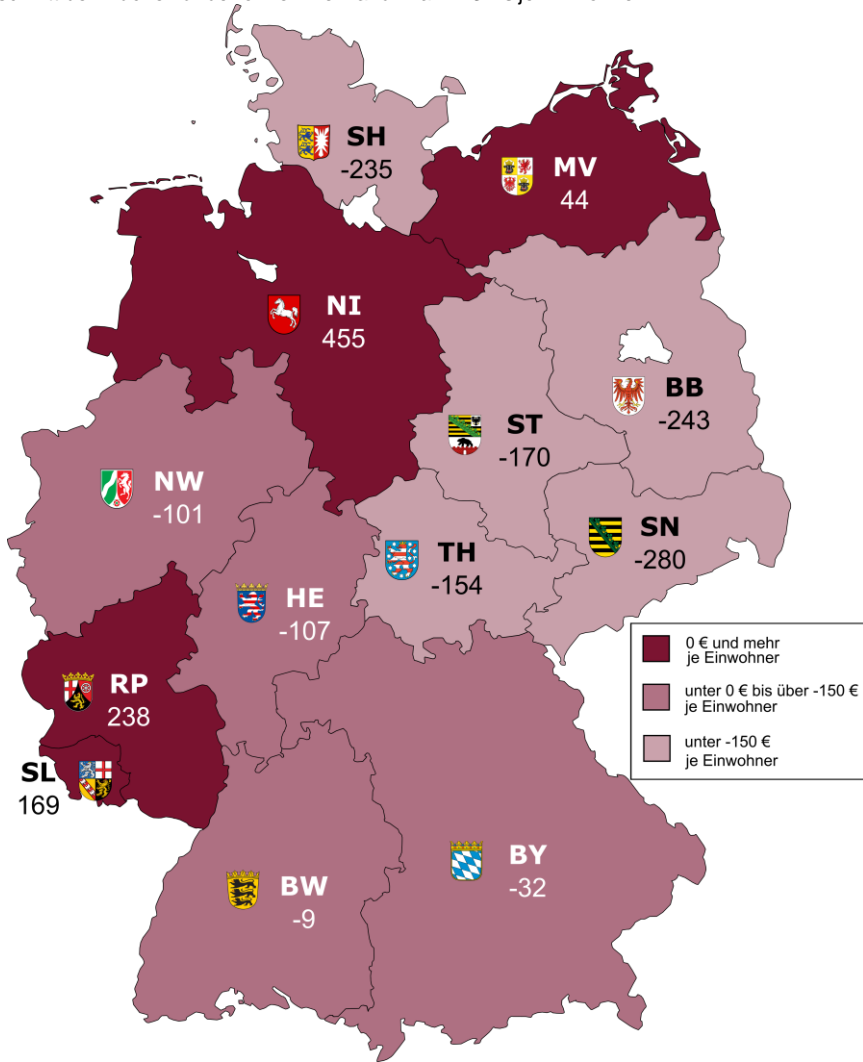 SH
-235
MV
44
NI
455
BB
-243
ST
-170
NW
-101
SN
-280
TH
-154
HE
-107
0 € und mehr
je Einwohner
RP
238
unter 0 € bis über -150 €
je Einwohner
unter -150 €
je Einwohner
SL
169
BY
-32
BW
-9